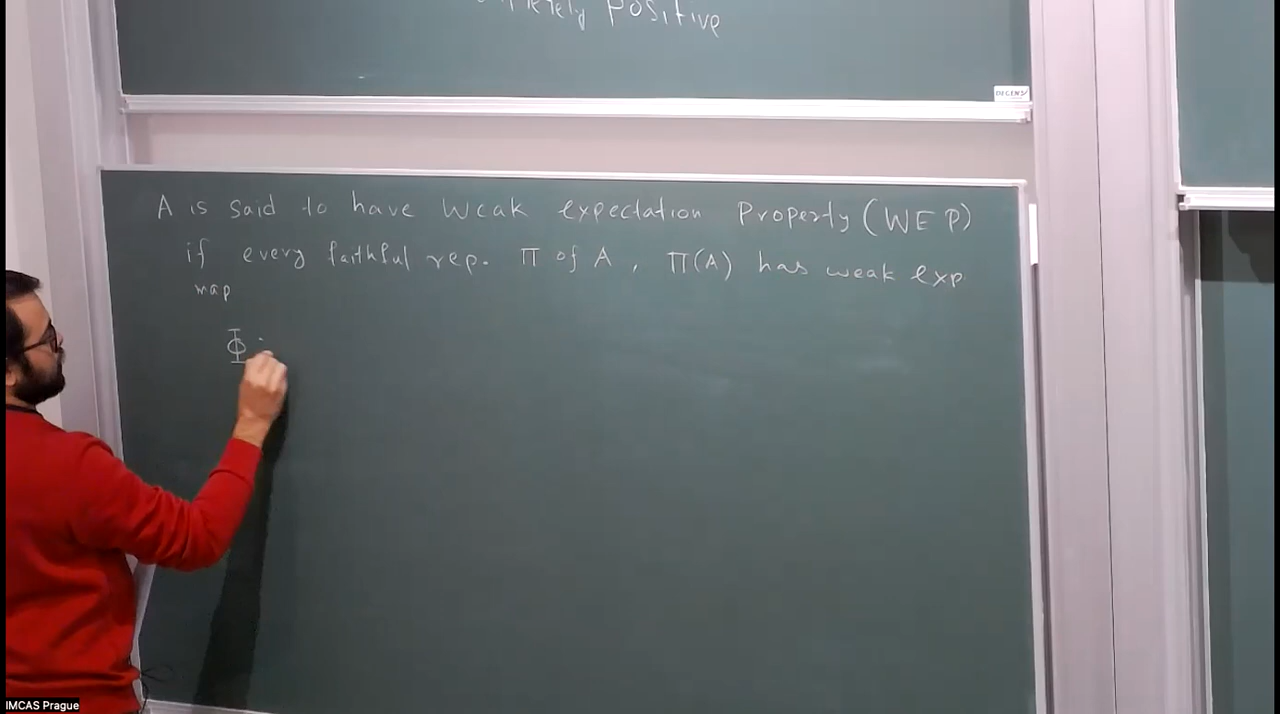 Positive
A is said to have weak expectation Property (WEP)
if every faithful rep. π of A, π(A) has weak exp
map
Φ :
IMCAS Prague